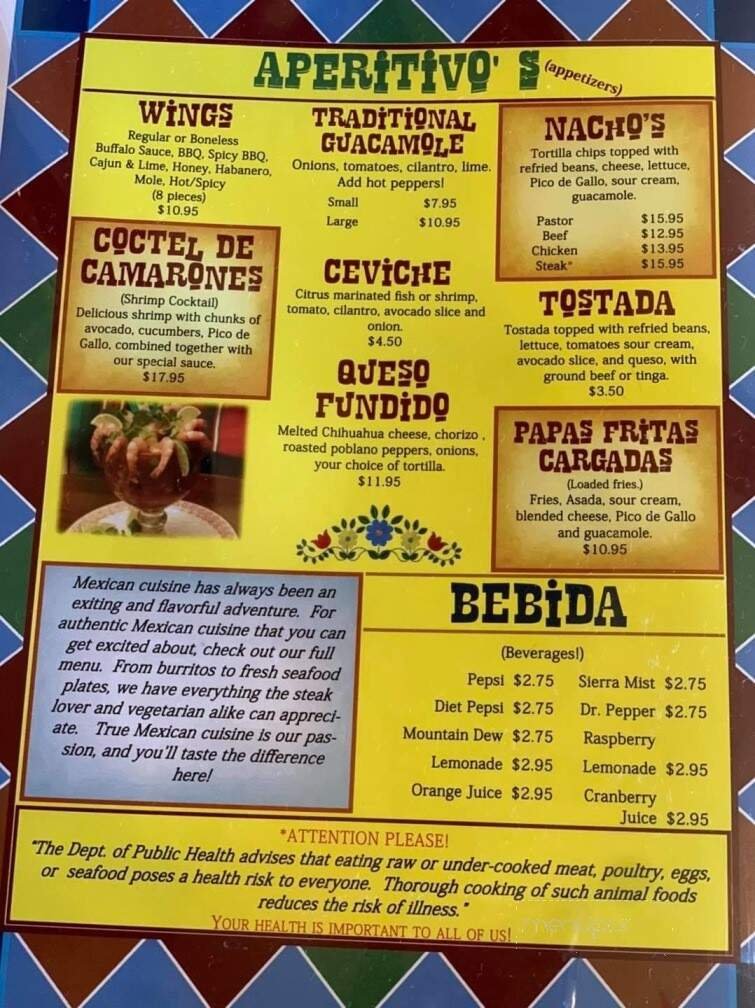 APERITIVO'S (appetizers)
WINGS
Regular or Boneless
Buffalo Sauce, BBQ, Spicy BBQ,
Cajun & Lime, Honey, Habanero,
Mole, Hot/Spicy
(8 pieces)
$10.95
COCTEL DE
CAMARONES
(Shrimp Cocktail)
Delicious shrimp with chunks of
avocado, cucumbers, Pico de
Gallo, combined together with
our special sauce.
$17.95
TRADITIONAL
GUACAMOLE
Onions, tomatoes, cilantro, lime.
Add hot peppers!
Small $7.95
Large $10.95
CEVICHE
Citrus marinated fish or shrimp,
tomato, cilantro, avocado slice and
onion.
$4.50
QUESO
FUNDIDO
Melted Chihuahua cheese, chorizo ,
roasted poblano peppers, onions,
your choice of tortilla.
$11.95
NACHO'S
Tortilla chips topped with
refried beans, cheese, lettuce,
Pico de Gallo, sour cream,
guacamole.
Pastor $15.95
Beef $12.95
Chicken $13.95
Steak* $15.95
TOSTADA
Tostada topped with refried beans,
lettuce, tomatoes sour cream,
avocado slice, and queso, with
ground beef or tinga.
$3.50
PAPAS FRITAS
CARGADAS
(Loaded fries.)
Fries, Asada, sour cream,
blended cheese, Pico de Gallo
and guacamole.
$10.95
Mexican cuisine has always been an
exiting and flavorful adventure. For
authentic Mexican cuisine that you can
get excited about, check out our full
menu. From burritos to fresh seafood
plates, we have everything the steak
lover and vegetarian alike can appreci-
ate. True Mexican cuisine is our pas-
sion, and you'll taste the difference
here!
BEBIDA
(Beverages!)
Pepsi $2.75
Diet Pepsi $2.75
Mountain Dew $2.75
Lemonade $2.95
Orange Juice $2.95
Sierra Mist $2.75
Dr. Pepper $2.75
Raspberry
Lemonade $2.95
Cranberry
Juice $2.95
*ATTENTION PLEASE!
"The Dept. of Public Health advises that eating raw or under-cooked meat, poultry, eggs,
or seafood poses a health risk to everyone. Thorough cooking of such animal foods
reduces the risk of illness."
YOUR HEALTH IS IMPORTANT TO ALL OF US!